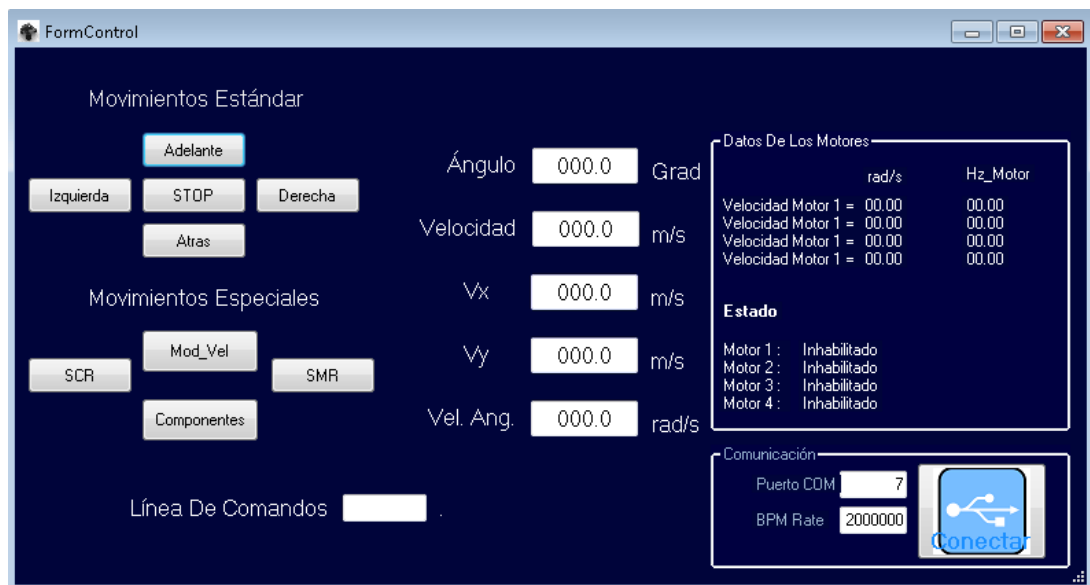 FormControl
Movimientos Estándar
Adelante
Izquierda STOP Derecha
Atras
Movimientos Especiales
Mod_Vel
SCR SMR
Componentes
Línea De Comandos .
Ángulo 000.0 Grad
Velocidad 000.0 m/s
Vx 000.0 m/s
Vy 000.0 m/s
Vel. Ang. 000.0 rad/s
Datos De Los Motores
rad/s Hz_Motor
Velocidad Motor 1 = 00.00 00.00
Velocidad Motor 1 = 00.00 00.00
Velocidad Motor 1 = 00.00 00.00
Velocidad Motor 1 = 00.00 00.00
Estado
Motor 1 : Inhabilitado
Motor 2 : Inhabilitado
Motor 3 : Inhabilitado
Motor 4 : Inhabilitado
Comunicación
Puerto COM 7
BPM Rate 2000000
Conectar